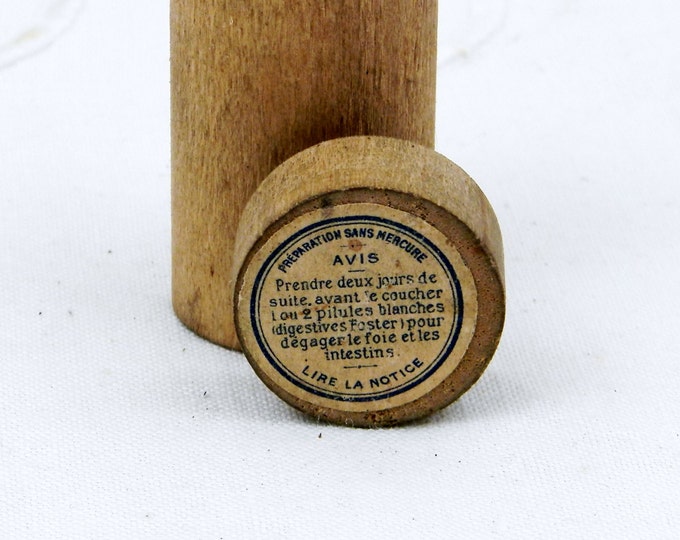 PRÉPARATION SANS MERCURE
AVIS
Prendre deux jours de
suite, avant le coucher
1 ou 2 pilules blanches
(digestives Foster) pour
dégager le foie et les
intestins.
LIRE LA NOTICE